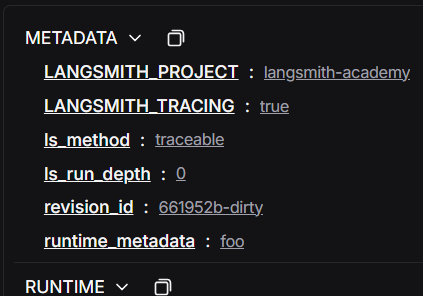 METADATA
LANGSMITH_PROJECT : langsmith-academy
LANGSMITH_TRACING : true
ls_method : traceable
ls_run_depth : 0
revision_id : 661952b-dirty
runtime_metadata : foo
RUNTIME